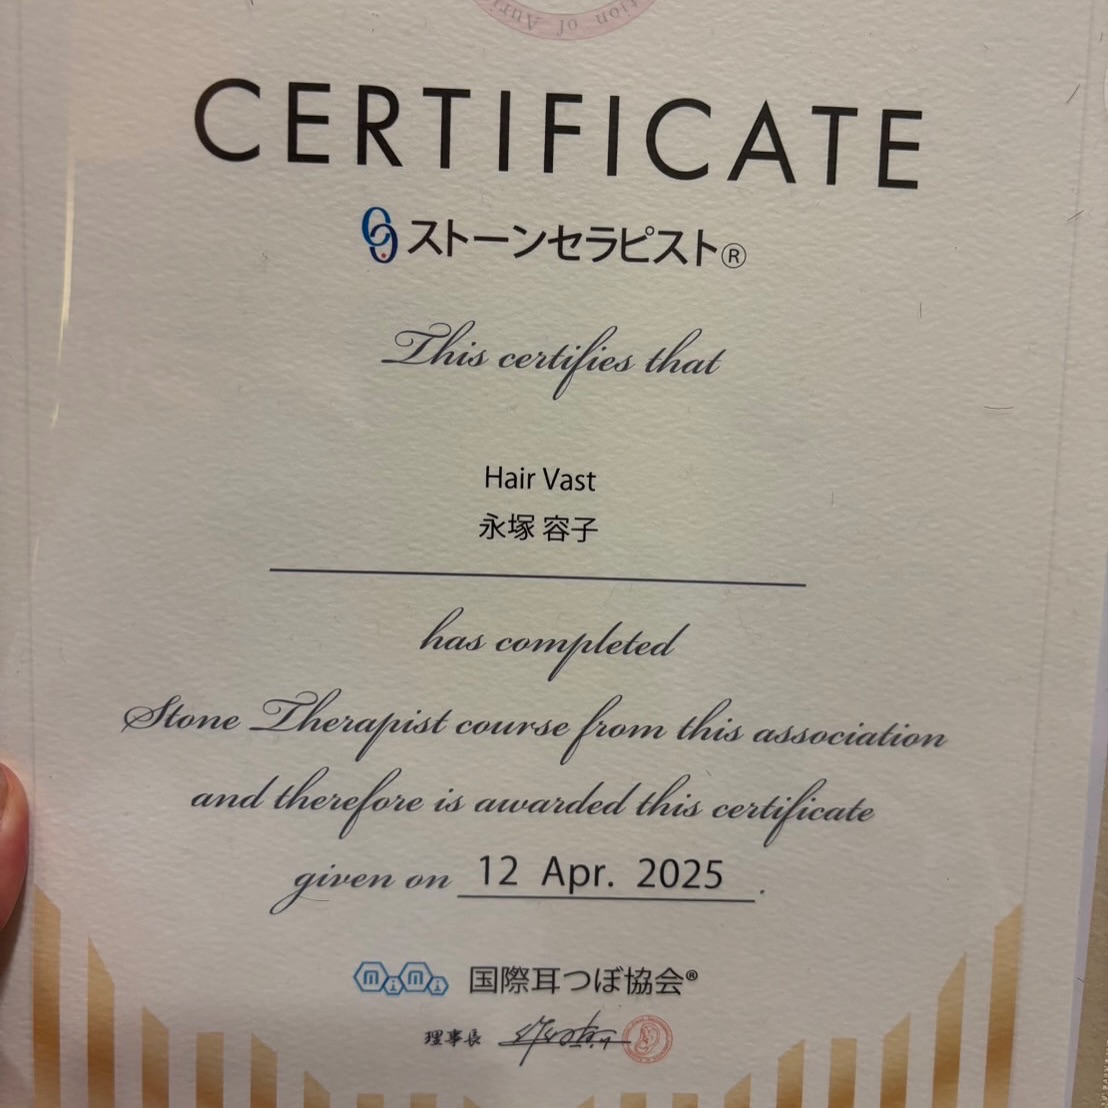 CERTIFICATE
ストーンセラピスト®
This certifies that
Hair Vast
永塚 容子
has completed
Stone Therapist course from this association
and therefore is awarded this certificate
given on 12 Apr. 2025 .
MiMi 国際耳つぼ協会®
理事長